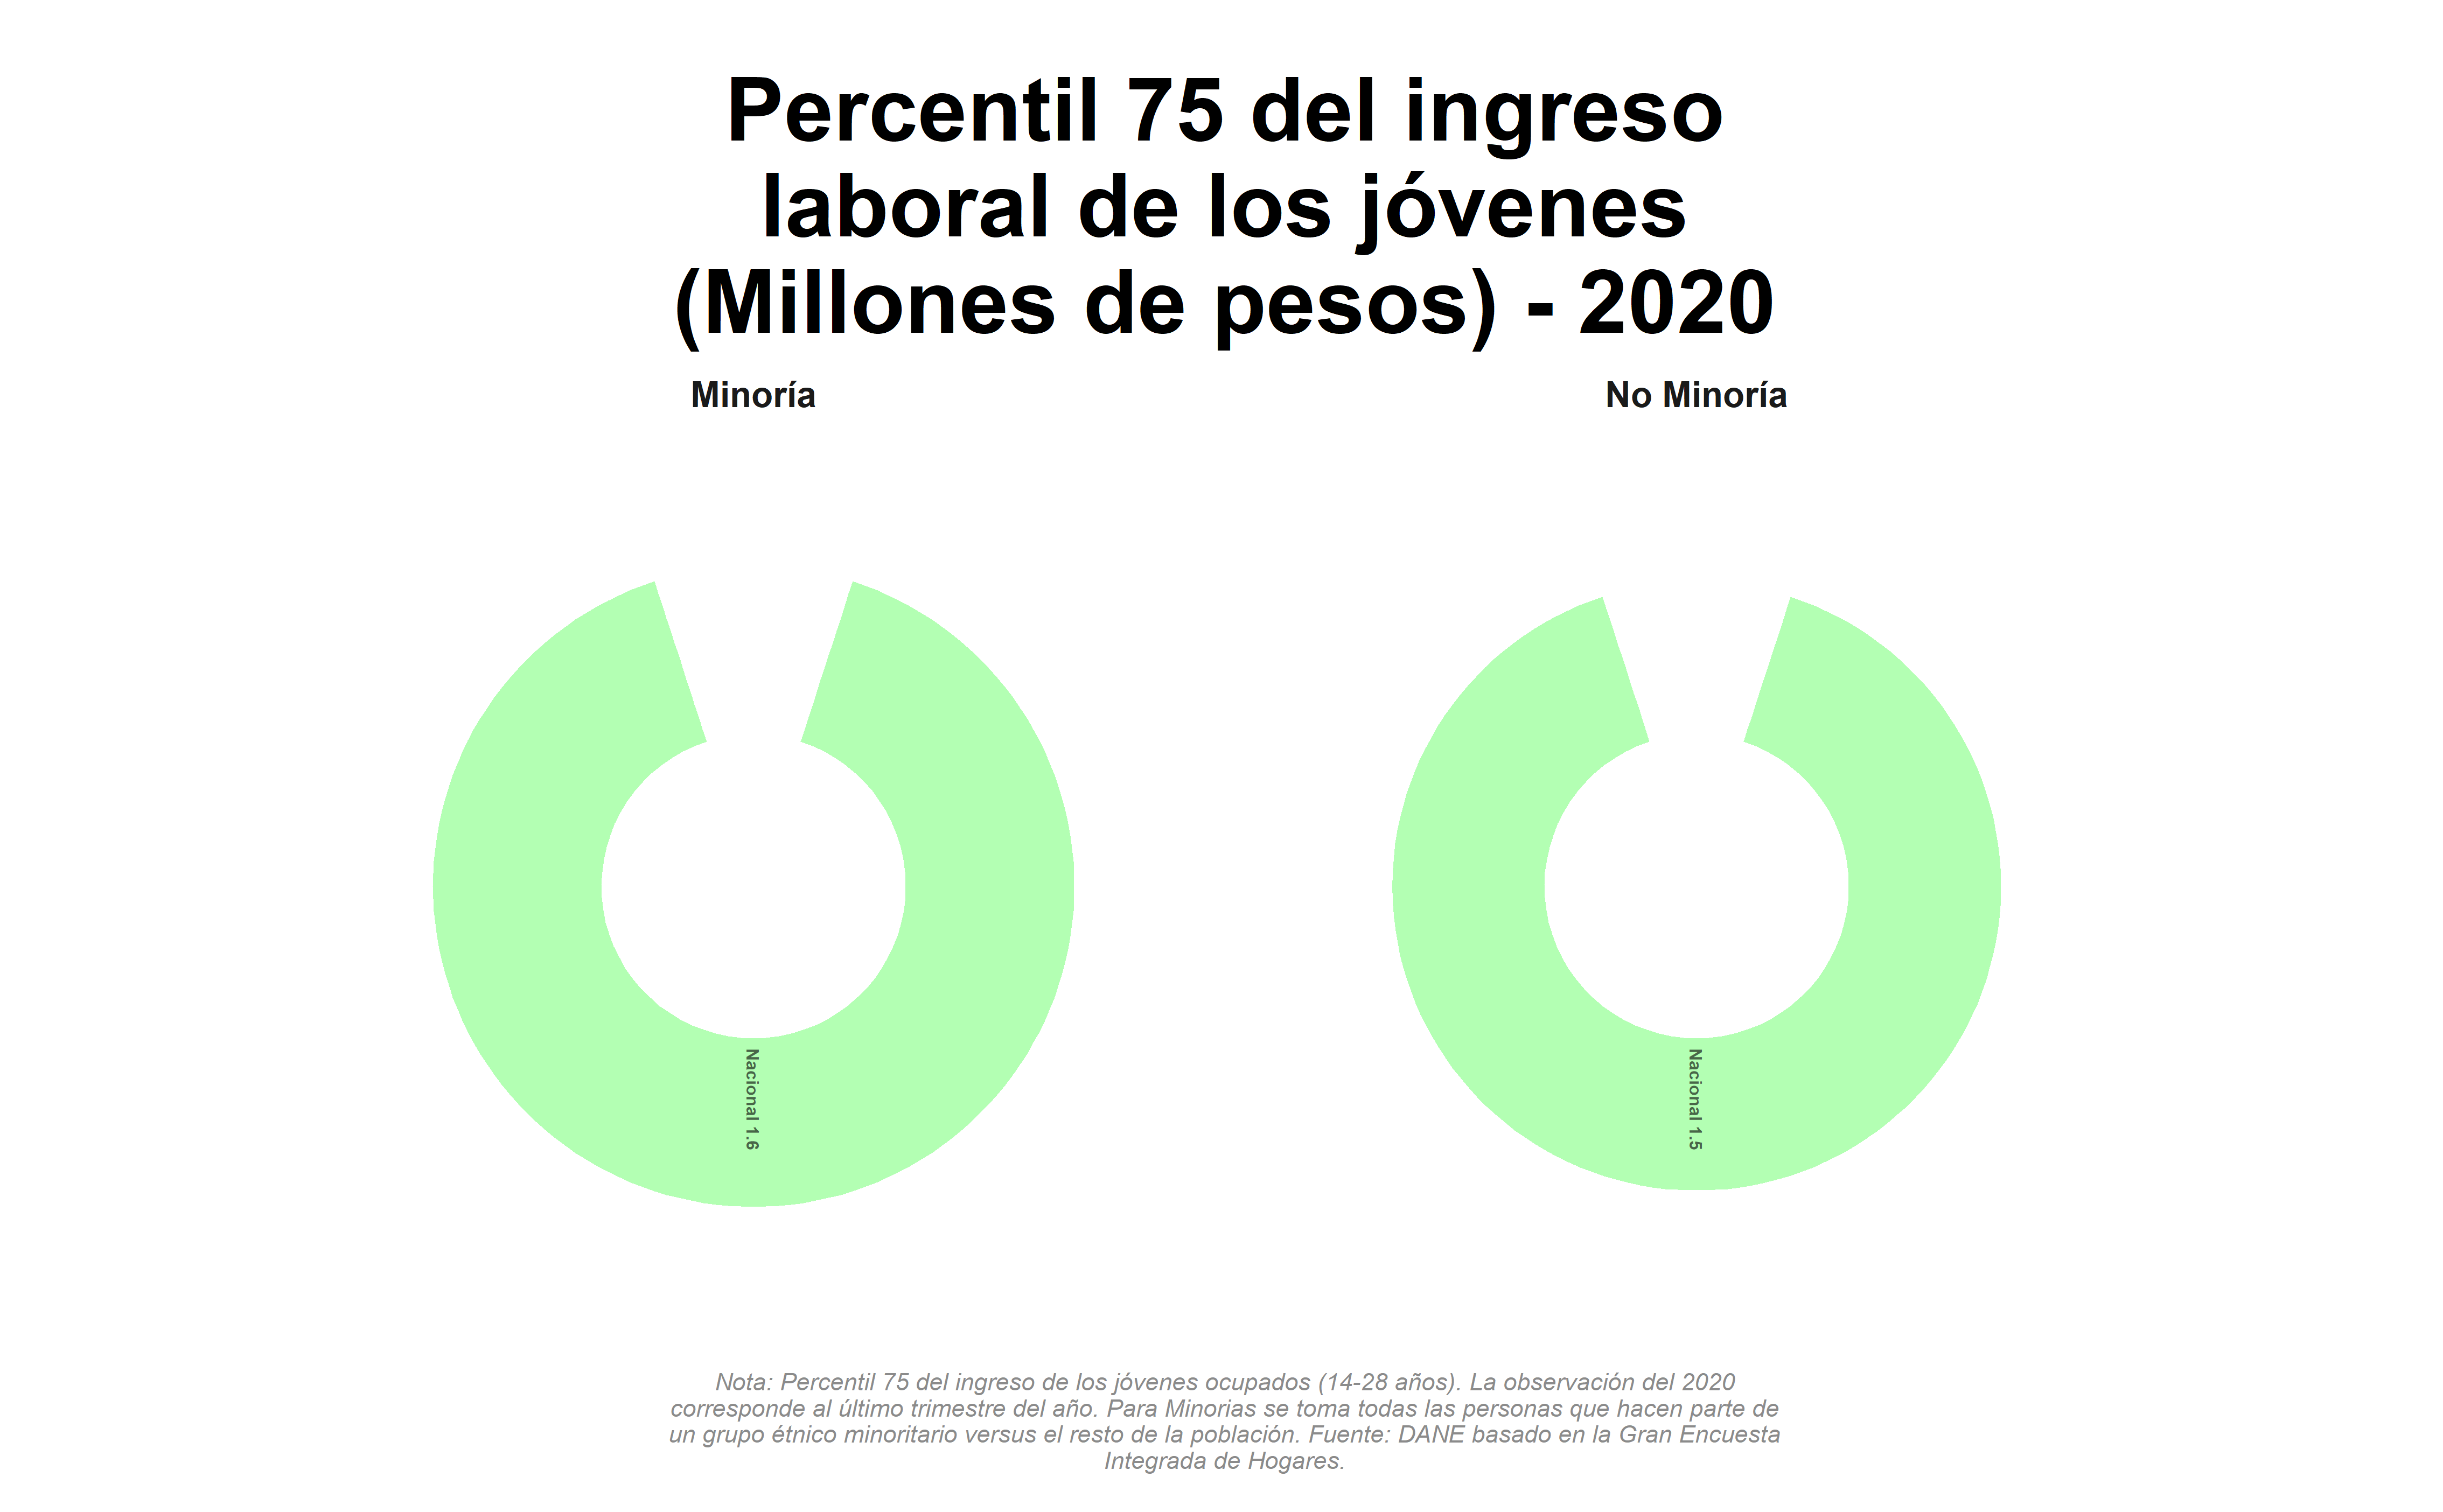 Percentil 75 del ingreso
laboral de los jóvenes
(Millones de pesos) - 2020
Minoría
No Minoría
Nacional 1.6
Nacional 1.5
Nota: Percentil 75 del ingreso de los jóvenes ocupados (14-28 años). La observación del 2020
corresponde al último trimestre del año. Para Minorias se toma todas las personas que hacen parte de
un grupo étnico minoritario versus el resto de la población. Fuente: DANE basado en la Gran Encuesta
Integrada de Hogares.